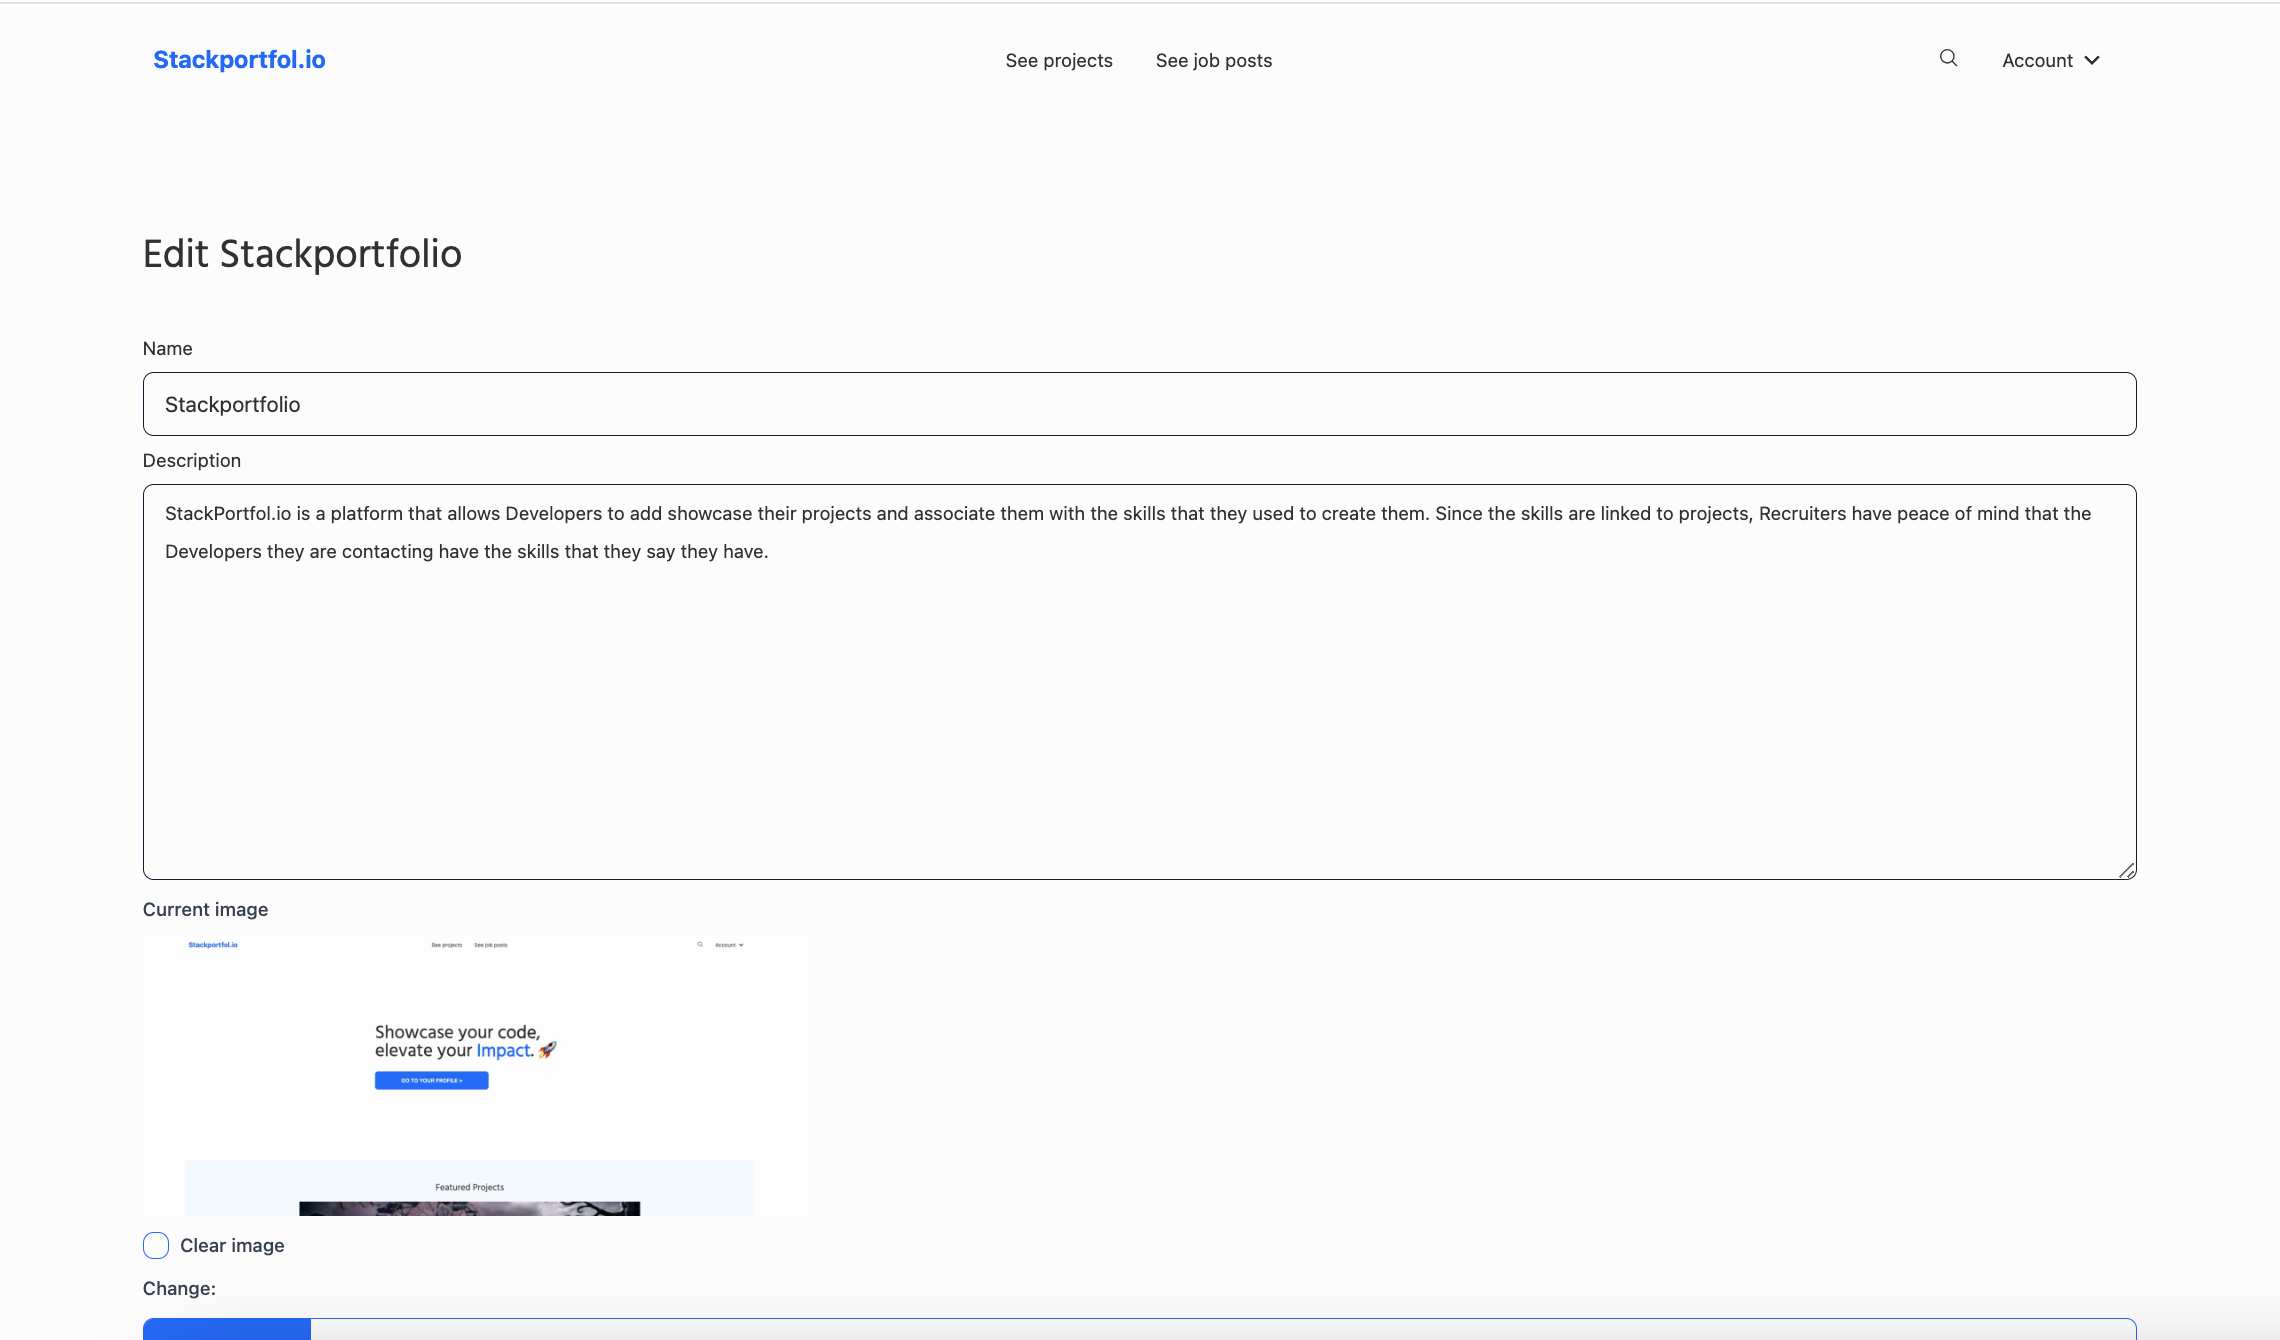 Stackportfol.io
See projects
See job posts
Account
Edit Stackportfolio
Name
Stackportfolio
Description
StackPortfol.io is a platform that allows Developers to add showcase their projects and associate them with the skills that they used to create them. Since the skills are linked to projects, Recruiters have peace of mind that the
Developers they are contacting have the skills that they say they have.
Current image
Stackportfol.io
See projects
See job posts
Account
Showcase your code,
elevate your Impact. 🚀
GO TO YOUR PROFILE >
Featured Projects
Clear image
Change: